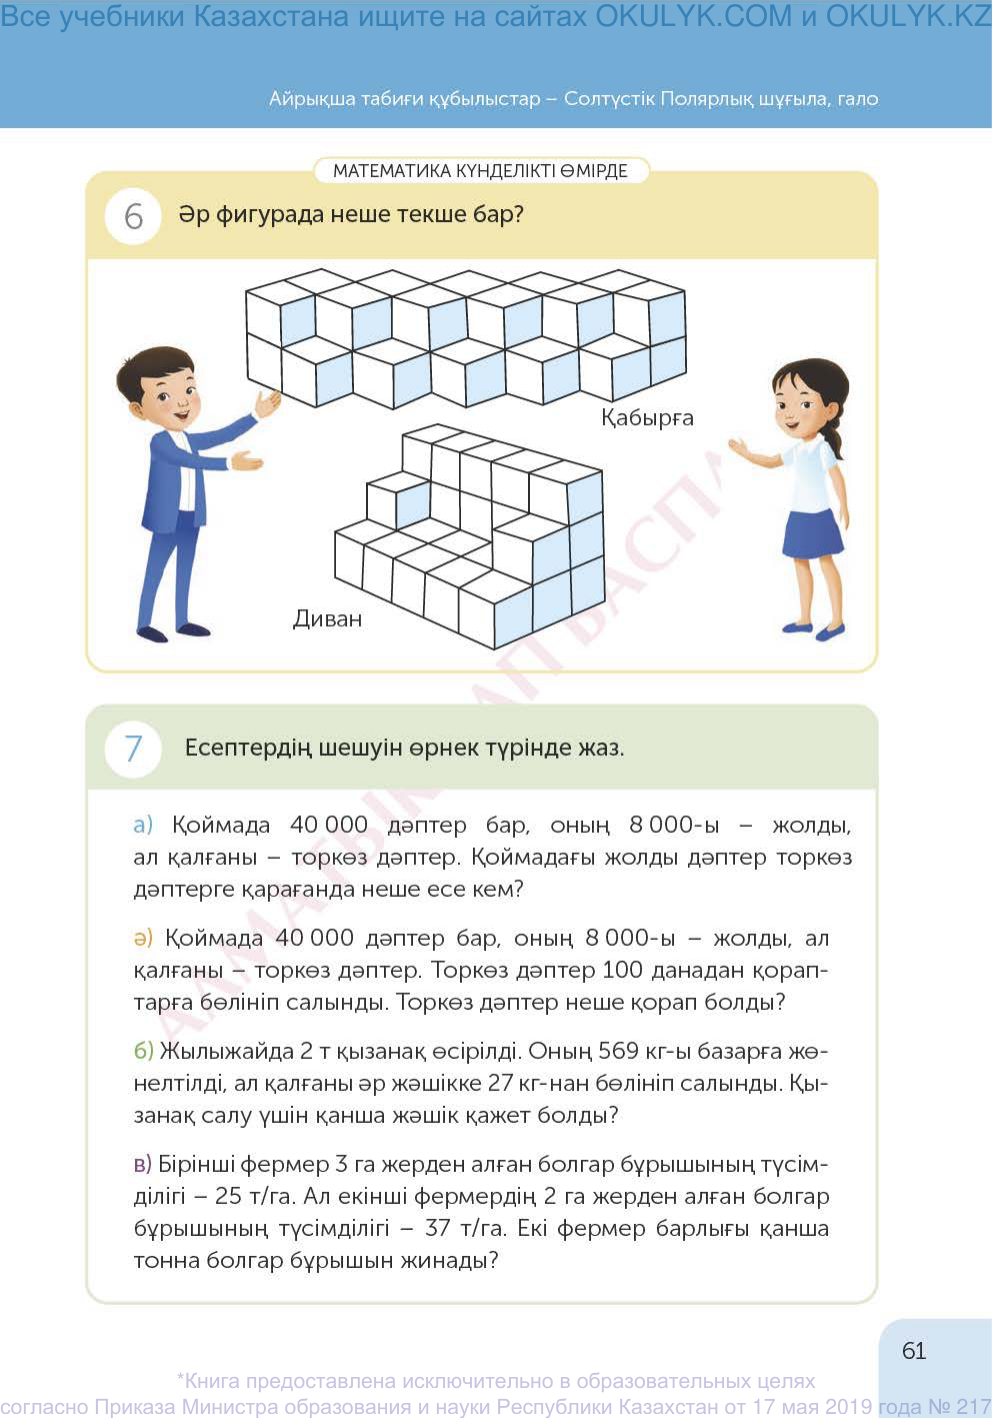 Все учебники Казахстана ищите на сайтах OKULYK.COM и OKULYK.KZ
Айрықша табиғи құбылыстар – Солтүстік Полярлық шұғыла, гало
МАТЕМАТИКА КҮНДЕЛІКТІ ӨМІРДЕ
6 Әр фигурада неше текше бар?
Қабырға
Диван
АЛМАТЫКІТАП БАСПА
7 Есептердің шешуін өрнек түрінде жаз.
а) Қоймада 40 000 дәптер бар, оның 8 000-ы – жолды,
ал қалғаны – торкөз дәптер. Қоймадағы жолды дәптер торкөз
дәптерге қарағанда неше есе кем?
ә) Қоймада 40 000 дәптер бар, оның 8 000-ы – жолды, ал
қалғаны – торкөз дәптер. Торкөз дәптер 100 данадан қорап-
тарға бөлініп салынды. Торкөз дәптер неше қорап болды?
б) Жылыжайда 2 т қызанақ өсірілді. Оның 569 кг-ы базарға жө-
нелтілді, ал қалғаны әр жәшікке 27 кг-нан бөлініп салынды. Қы-
занақ салу үшін қанша жәшік қажет болды?
в) Бірінші фермер 3 га жерден алған болгар бұрышының түсім-
ділігі – 25 т/га. Ал екінші фермердің 2 га жерден алған болгар
бұрышының түсімділігі – 37 т/га. Екі фермер барлығы қанша
тонна болгар бұрышын жинады?
61
*Книга предоставлена исключительно в образовательных целях
согласно Приказа Министра образования и науки Республики Казахстан от 17 мая 2019 года № 217